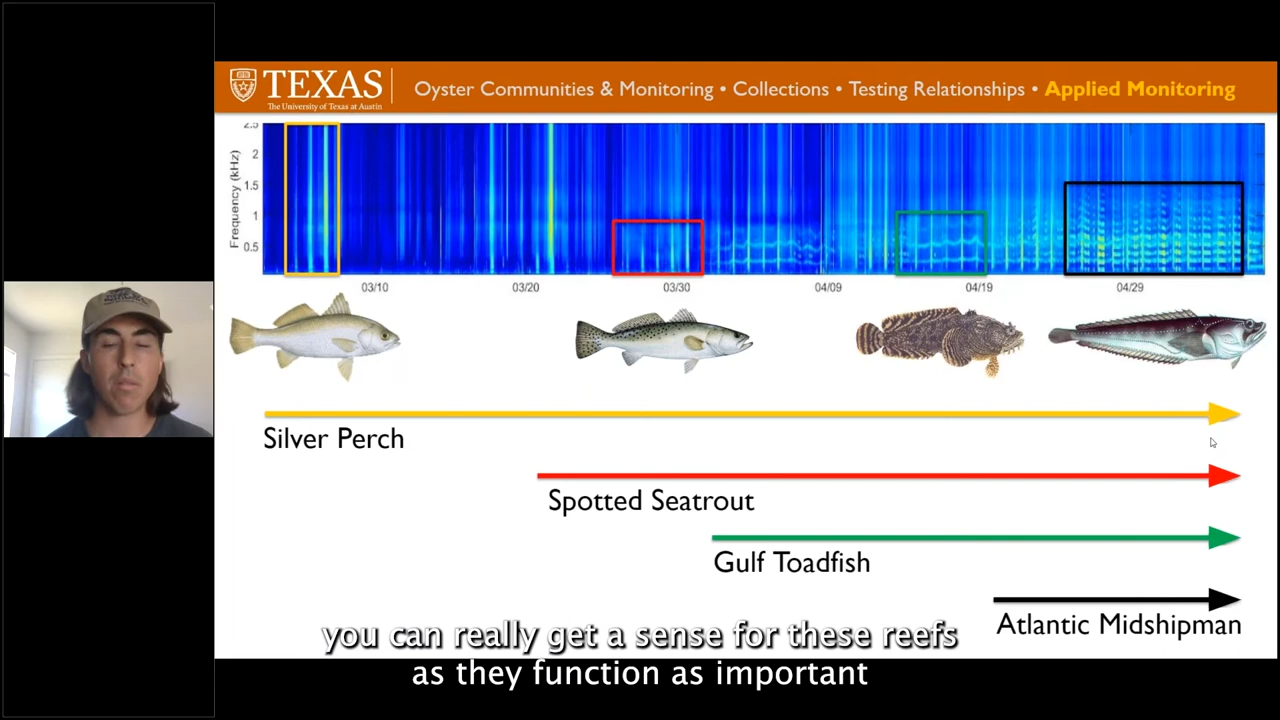 TEXAS
The University of Texas at Austin
Oyster Communities & Monitoring • Collections • Testing Relationships • Applied Monitoring
Frequency (kHz)
2.5
2
1.5
1
0.5
03/10 03/20 03/30 04/09 04/19 04/29
Silver Perch
Spotted Seatrout
Gulf Toadfish
Atlantic Midshipman
you can really get a sense for these reefs
as they function as important